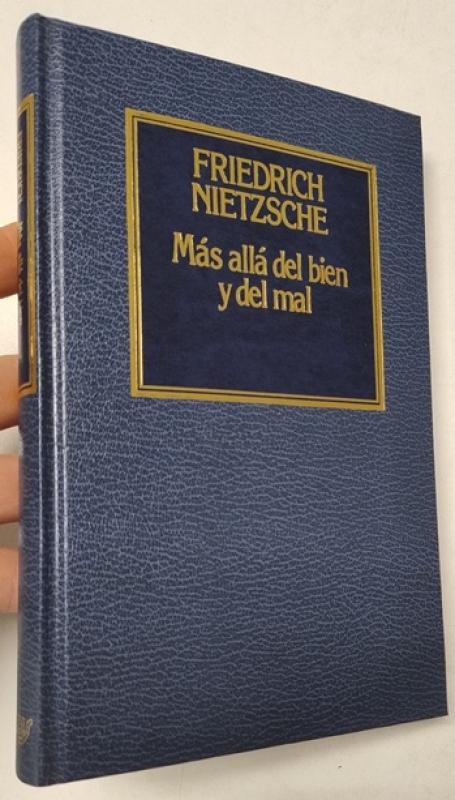 FRIEDRICH
NIETZSCHE
Más allá del bien
y del mal